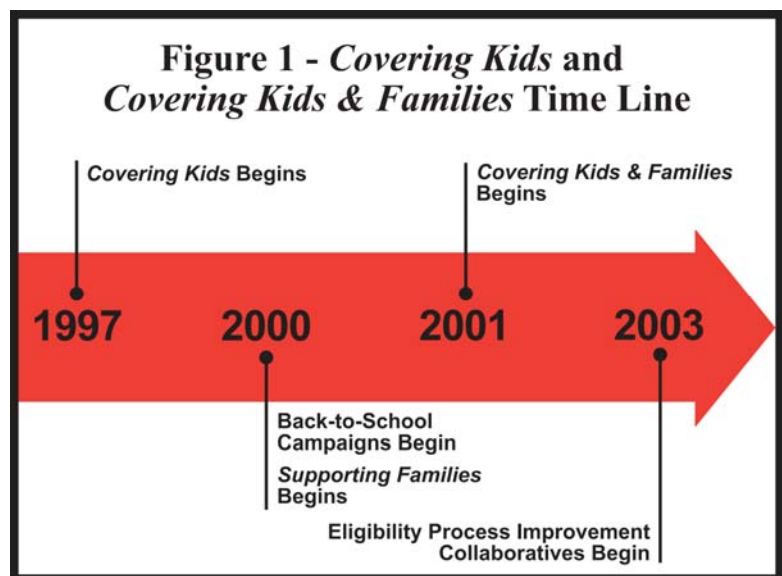 Figure 1 - Covering Kids and
Covering Kids & Families Time Line
Covering Kids Begins
Covering Kids & Families
Begins
1997
2000
2001
2003
Back-to-School
Campaigns Begin
Supporting Families
Begins
Eligibility Process Improvement
Collaboratives Begin